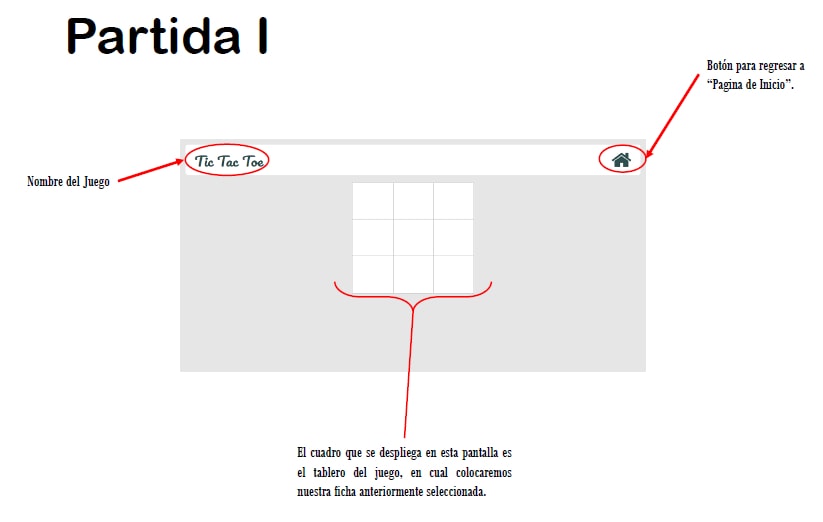 Partida I
Botón para regresar a
“Pagina de Inicio”.
Tic Tac Toe
Nombre del Juego
El cuadro que se despliega en esta pantalla es
el tablero del juego, en cual colocaremos
nuestra ficha anteriormente seleccionada.